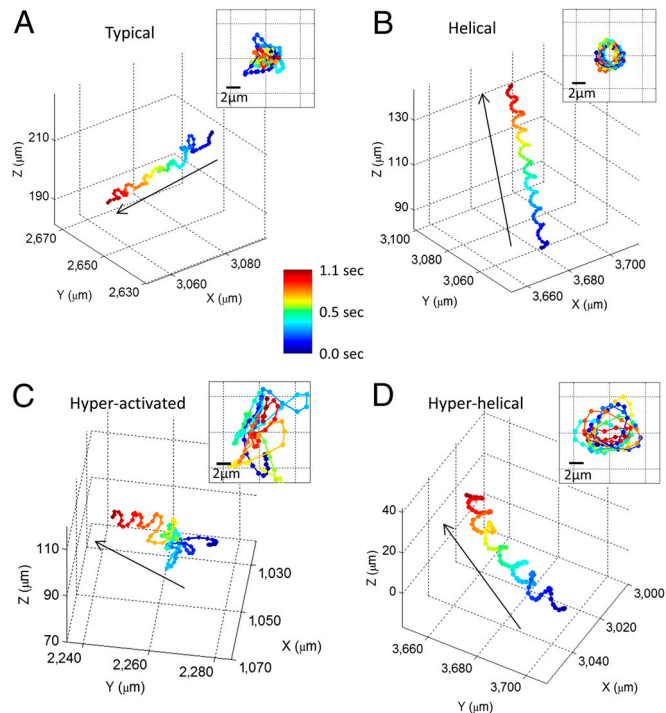 A
Typical
2μm
Z (μm)
210
190
2,670
2,650
2,630
Y (μm)
3,060
3,080
X (μm)
B
Helical
2μm
Z (μm)
130
110
90
3,100
3,080
3,060
Y (μm)
3,660
3,680
3,700
X (μm)
1.1 sec
0.5 sec
0.0 sec
C
Hyper-activated
2μm
Z (μm)
110
90
70
2,240
2,260
2,280
Y (μm)
1,030
1,050
1,070
X (μm)
D
Hyper-helical
2μm
Z (μm)
40
20
0
3,660
3,680
3,700
Y (μm)
3,000
3,020
3,040
X (μm)